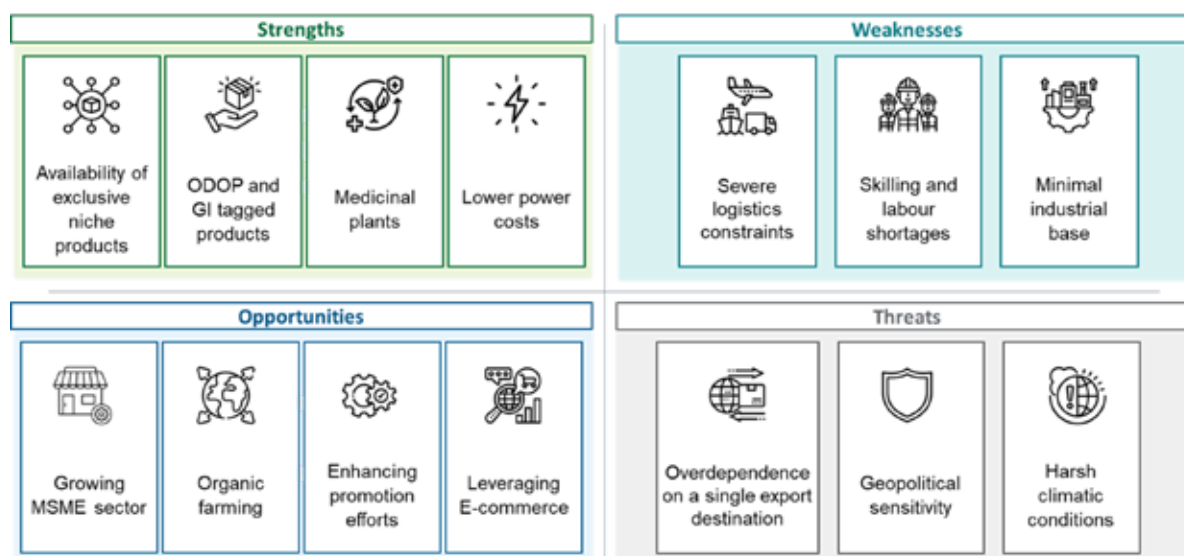 Strengths
Availability of
exclusive
niche
products
ODOP and
GI tagged
products
Medicinal
plants
Lower power
costs
Weaknesses
Severe
logistics
constraints
Skilling and
labour
shortages
Minimal
industrial
base
Opportunities
Growing
MSME sector
Organic
farming
Enhancing
promotion
efforts
Leveraging
E-commerce
Threats
Overdependence
on a single export
destination
Geopolitical
sensitivity
Harsh
climatic
conditions